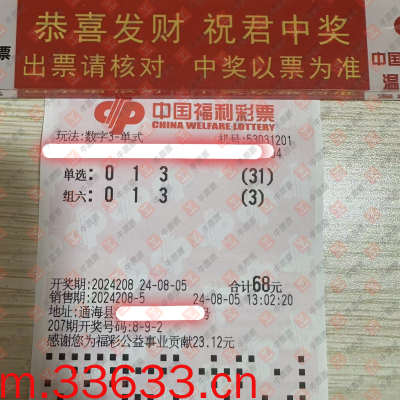 恭喜发财 祝君中奖
出票请核对 中奖以票为准
中国福利彩票
CHINA WELFARE LOTTERY
玩法:数字3-单式 机号:53031201
单选:0 1 3 (31)
组六:0 1 3 (3)
开奖期:2024208 24-08-05 合计68元
销售期:2024208-5 24-08-05 13:02:20
地址:通海县
207期开奖号码:8-9-2
感谢您为福彩公益事业贡献23.12元
m.33633.cn